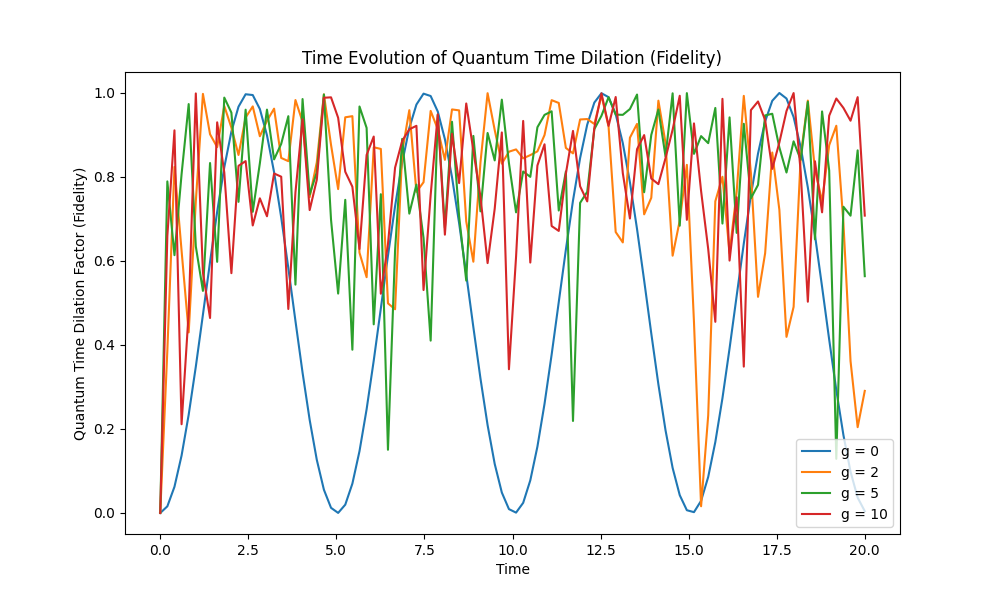 Time Evolution of Quantum Time Dilation (Fidelity)
Quantum Time Dilation Factor (Fidelity)
1.0
0.8
0.6
0.4
0.2
0.0
0.0 2.5 5.0 7.5 10.0 12.5 15.0 17.5 20.0
Time
g = 0
g = 2
g = 5
g = 10